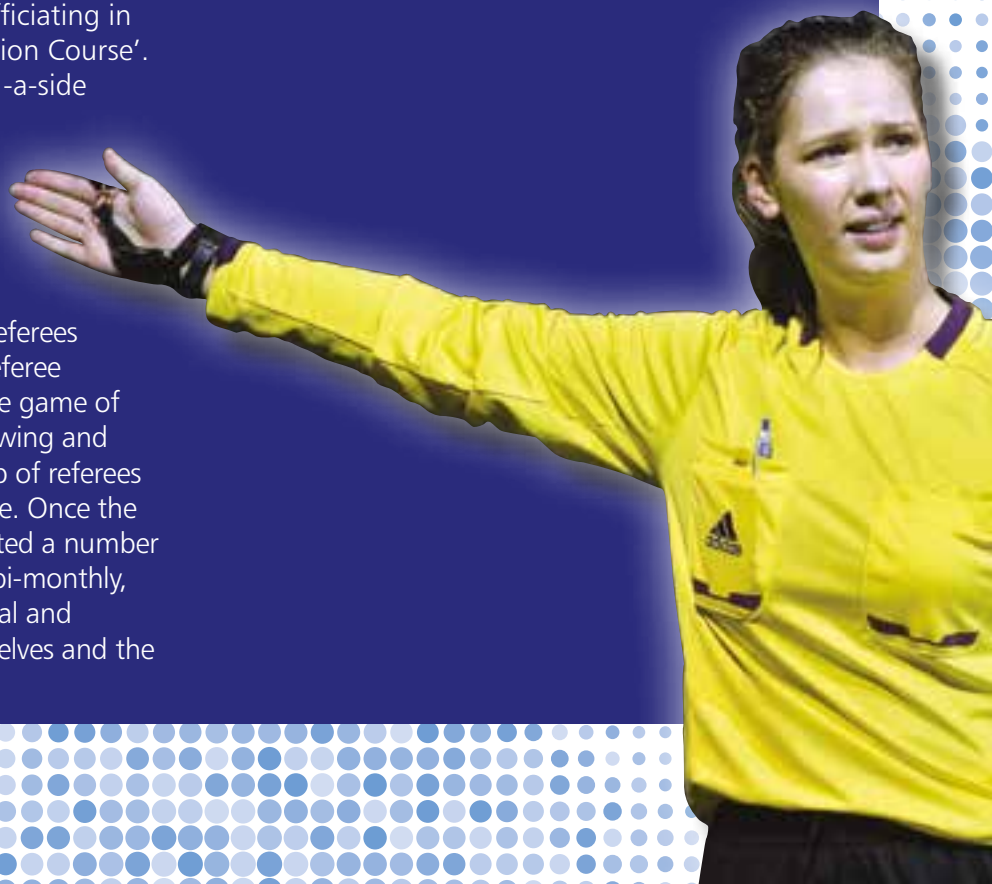 fficiating in
ion Course’.
-a-side
eferees
eferee
e game of
wing and
p of referees
e. Once the
ted a number
bi-monthly,
al and
elves and the
adidas